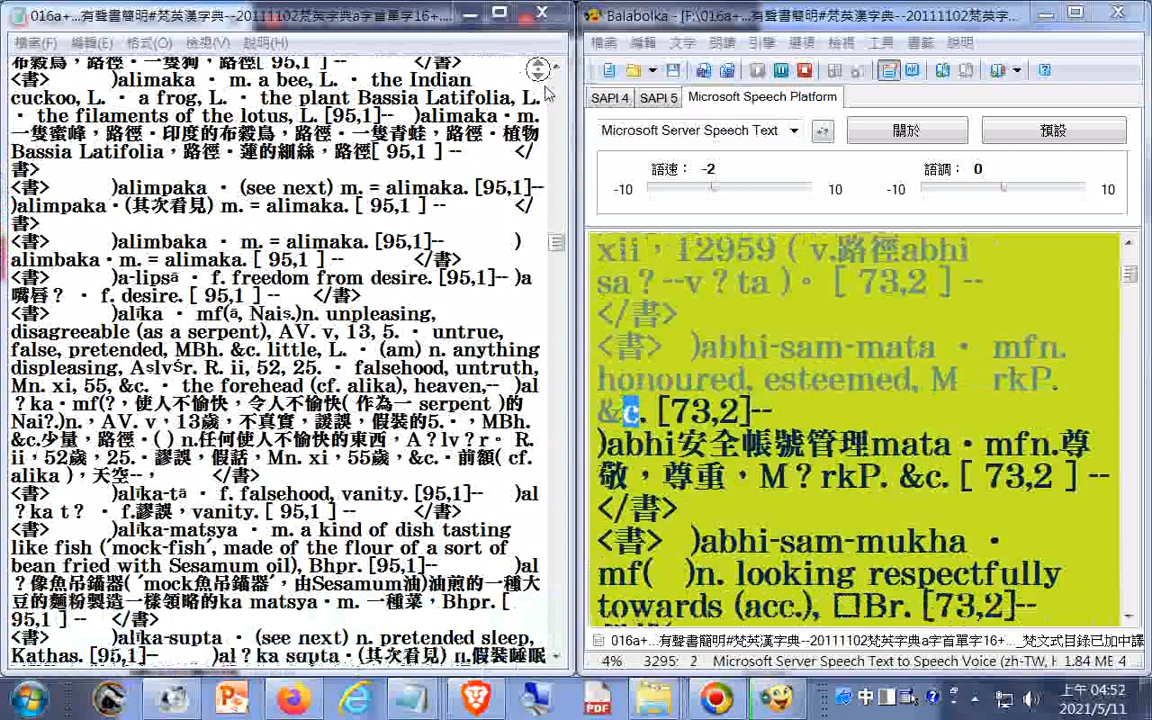 016a+...有聲書簡明#梵英漢字典--20111102梵英字典a字首單字16+...
檔案(F) 編輯(E) 格式(O) 檢視(V) 說明(H)
布穀鳥，路徑・一隻狗，路徑[ 95,1 ] -- </書>
<書> )alimaka・ m. a bee, L. ・ the Indian
cuckoo, L. ・ a frog, L. ・ the plant Bassia Latifolia, L.
・ the filaments of the lotus, L. [95,1]-- )alimaka・m.
一隻蜜蜂，路徑・印度的布穀鳥，路徑・一隻青蛙，路徑・植物
Bassia Latifolia，路徑・蓮的細絲，路徑[ 95,1 ] -- </
書>
<書> )alimpaka ・ (see next) m. = alimaka. [95,1]--
)alimpaka・(其次看見) m. = alimaka. [ 95,1 ] -- </
書>
<書> )alimbaka ・ m. = alimaka. [95,1]-- )
alimbaka・m. = alimaka. [ 95,1 ] -- </書>
<書> )a-lipsā ・ f. freedom from desire. [95,1]-- )a
嘴唇？ ・ f. desire. [ 95,1 ] -- </書>
<書> )alīka ・ mf(ā, Naiṣ.)n. unpleasing,
disagreeable (as a serpent), AV. v, 13, 5. ・ untrue,
false, pretended, MBh. &c. little, L. ・ (am) n. anything
displeasing, AṣlvŚr. R. ii, 52, 25. ・ falsehood, untruth,
Mn. xi, 55, &c. ・ the forehead (cf. alika), heaven,-- )al
? ka・mf(?，使人不愉快，令人不愉快( 作為一 serpent )的
Nai?.)n.，AV. v，13歲，不真實，謬誤，假裝的5.・，MBh.
&c.少量，路徑・( ) n.任何使人不愉快的東西，A ? lv ? r。R.
ii，52歲，25.・謬誤，假話，Mn. xi，55歲，&c.・前額( cf.
alika )，天空--， </書>
<書> )alīka-tā ・ f. falsehood, vanity. [95,1]-- )al
? ka t ? ・ f.謬誤，vanity. [ 95,1 ] -- </書>
<書> )alīka-matsya ・ m. a kind of dish tasting
like fish ('mock-fish', made of the flour of a sort of
bean fried with Sesamum oil), Bhpr. [95,1]-- )al
? 像魚吊錨器( 'mock魚吊錨器'，由Sesamum油)油煎的一種大
豆的麵粉製造一樣領略的ka matsya・m. 一種菜，Bhpr. [
95,1 ] -- </書>
<書> )alīka-supta ・ (see next) n. pretended sleep,
Kathas. [95,1]-- )al ? ka supta・(其次看見) n.假裝睡眠
Balabolka - [F:\016a+...有聲書簡明#梵英漢字典--20111102梵英字...
檔案 編輯 文字 朗讀 引擎 選項 檢視 工具 書籤 說明
SAPI 4 SAPI 5 Microsoft Speech Platform
Microsoft Server Speech Text 關於 預設
語速： -2 語調： 0
-10 10 -10 10
xii，12959 ( v.路徑abhi
sa ? --v ? ta )。[ 73,2 ] --
</書>
<書> )abhi-sam-mata ・ mfn.
honoured, esteemed, M rkP.
&c. [73,2]--
)abhi安全帳號管理mata・mfn.尊
敬，尊重，M ? rkP. &c. [ 73,2 ] --
</書>
<書> )abhi-sam-mukha ・
mf( )n. looking respectfully
towards (acc.), □Br. [73,2]--
016a+...有聲書簡明#梵英漢字典--20111102梵英字典a字首單字16+..._梵文式目錄已加中譯
4% 3295: 2 Microsoft Server Speech Text to Speech Voice (zh-TW, H 1.84 MB 4
PDF 中 上午 04:52
2021/5/11